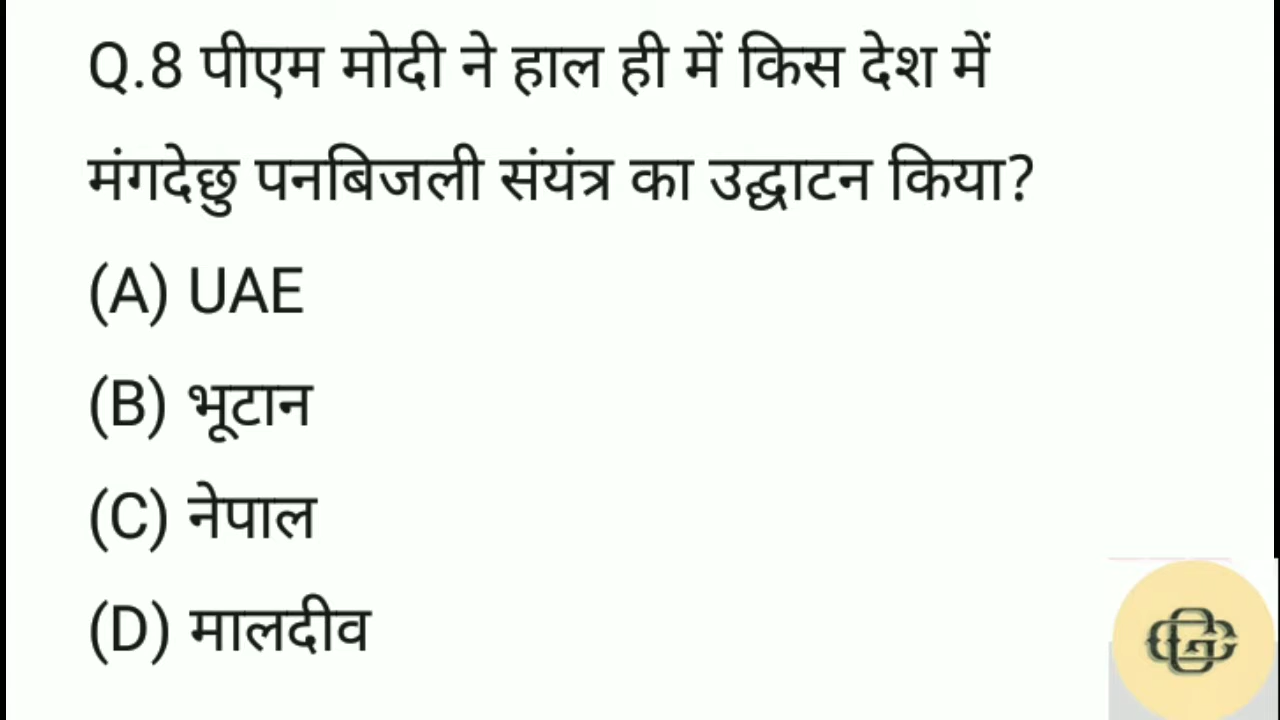 Q.8 पीएम मोदी ने हाल ही में किस देश में
मंगदेछु पनबिजली संयंत्र का उद्घाटन किया?
(A) UAE
(B) भूटान
(C) नेपाल
(D) मालदीव